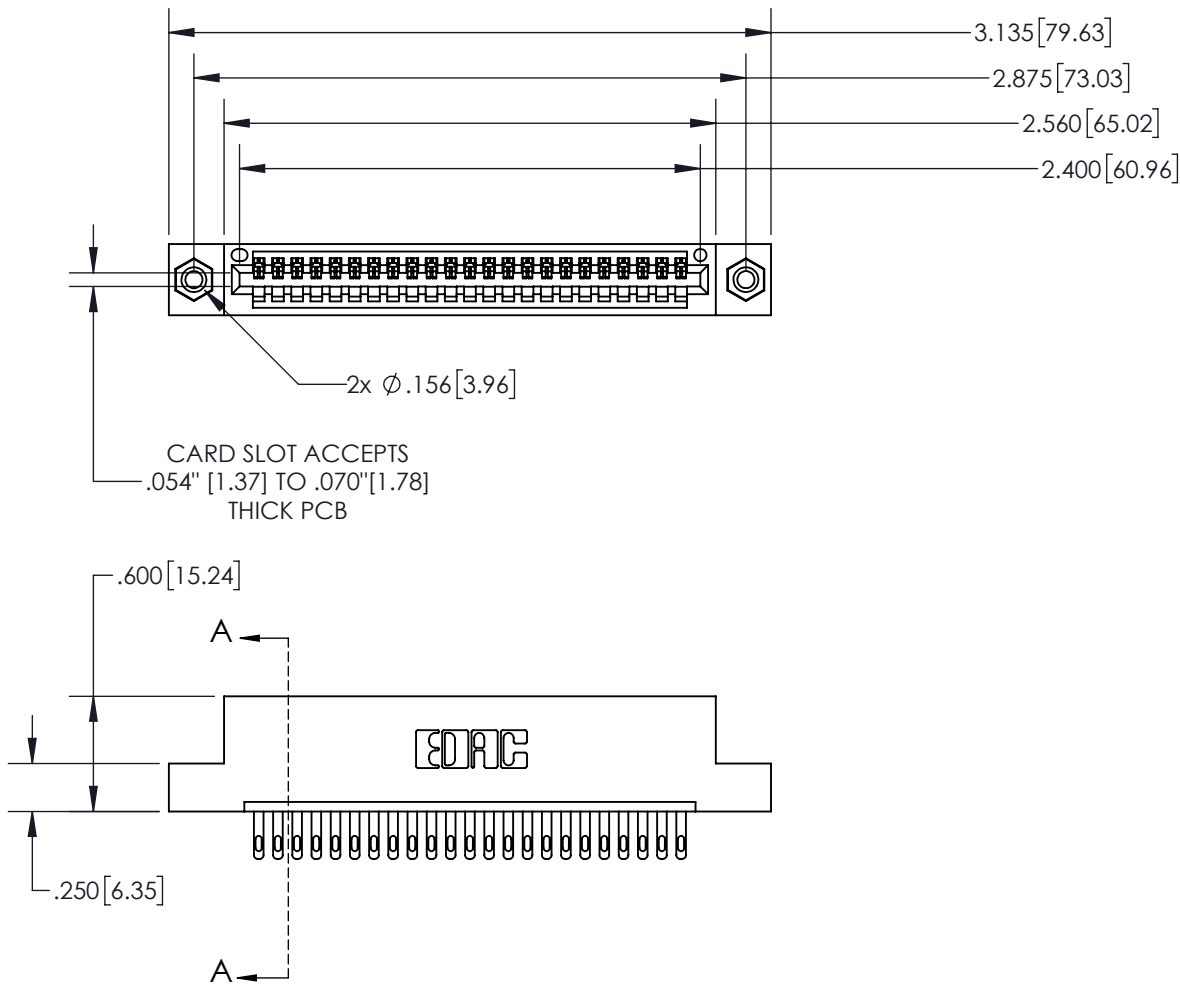 3.135[79.63]
2.875[73.03]
2.560[65.02]
2.400[60.96]
2x ⌀.156[3.96]
CARD SLOT ACCEPTS
.054" [1.37] TO .070"[1.78]
THICK PCB
.600[15.24]
A
EDAC
.250[6.35]
A